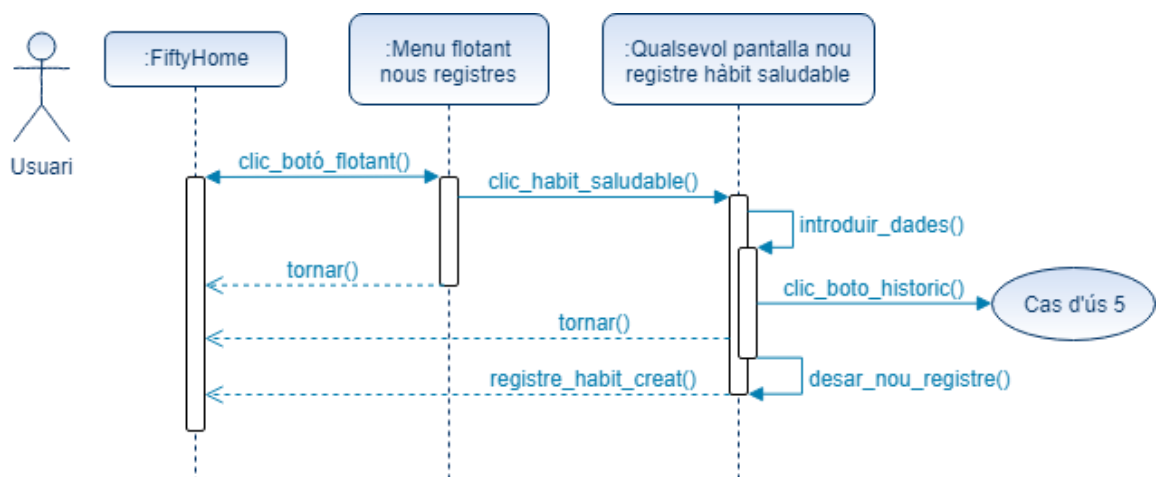 :FiftyHome
:Menu flotant
nous registres
:Qualsevol pantalla nou
registre hàbit saludable
Usuari
clic_botó_flotant()
clic_habit_saludable()
introduir_dades()
tornar()
clic_boto_historic()
Cas d'ús 5
tornar()
registre_habit_creat()
desar_nou_registre()